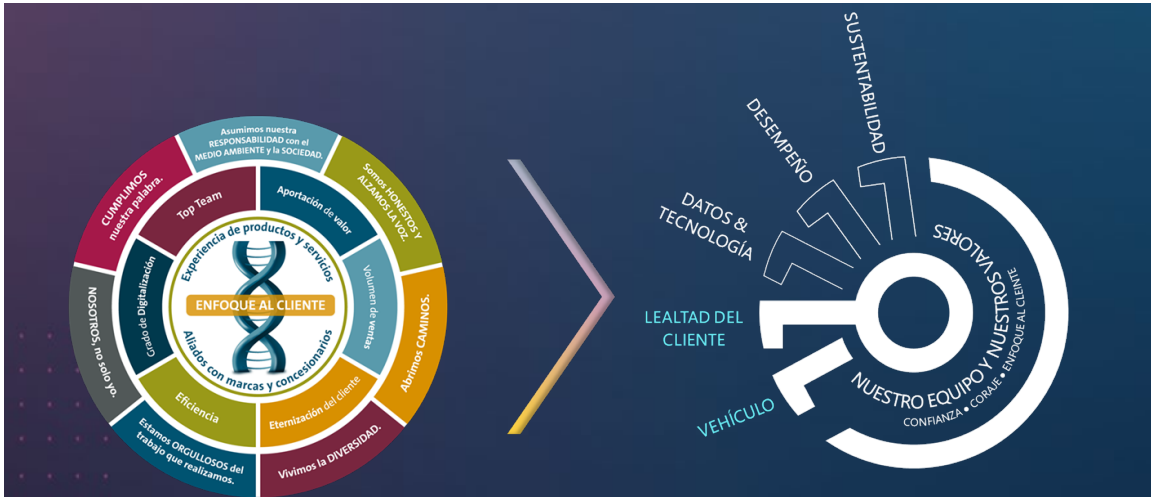 Asumimos nuestra
RESPONSABILIDAD con el
MEDIO AMBIENTE y la SOCIEDAD.
Somos HONESTOS Y
ALZAMOS LA VOZ.
Abrimos CAMINOS.
Vivimos la DIVERSIDAD.
Estamos ORGULLOSOS del
trabajo que realizamos.
NOSOTROS, no solo yo.
CUMPLIMOS
nuestra palabra.
Top Team
Aportación de valor
Volumen de ventas
Eternización del cliente
Eficiencia
Grado de Digitalización
Experiencia de productos y servicios
ENFOQUE AL CLIENTE
Aliados con marcas y concesionarios
SUSTENTABILIDAD
DESEMPEÑO
DATOS &
TECNOLOGÍA
LEALTAD DEL
CLIENTE
VEHÍCULO
NUESTRO EQUIPO Y NUESTROS VALORES
CONFIANZA • CORAJE • ENFOQUE AL CLEINTE